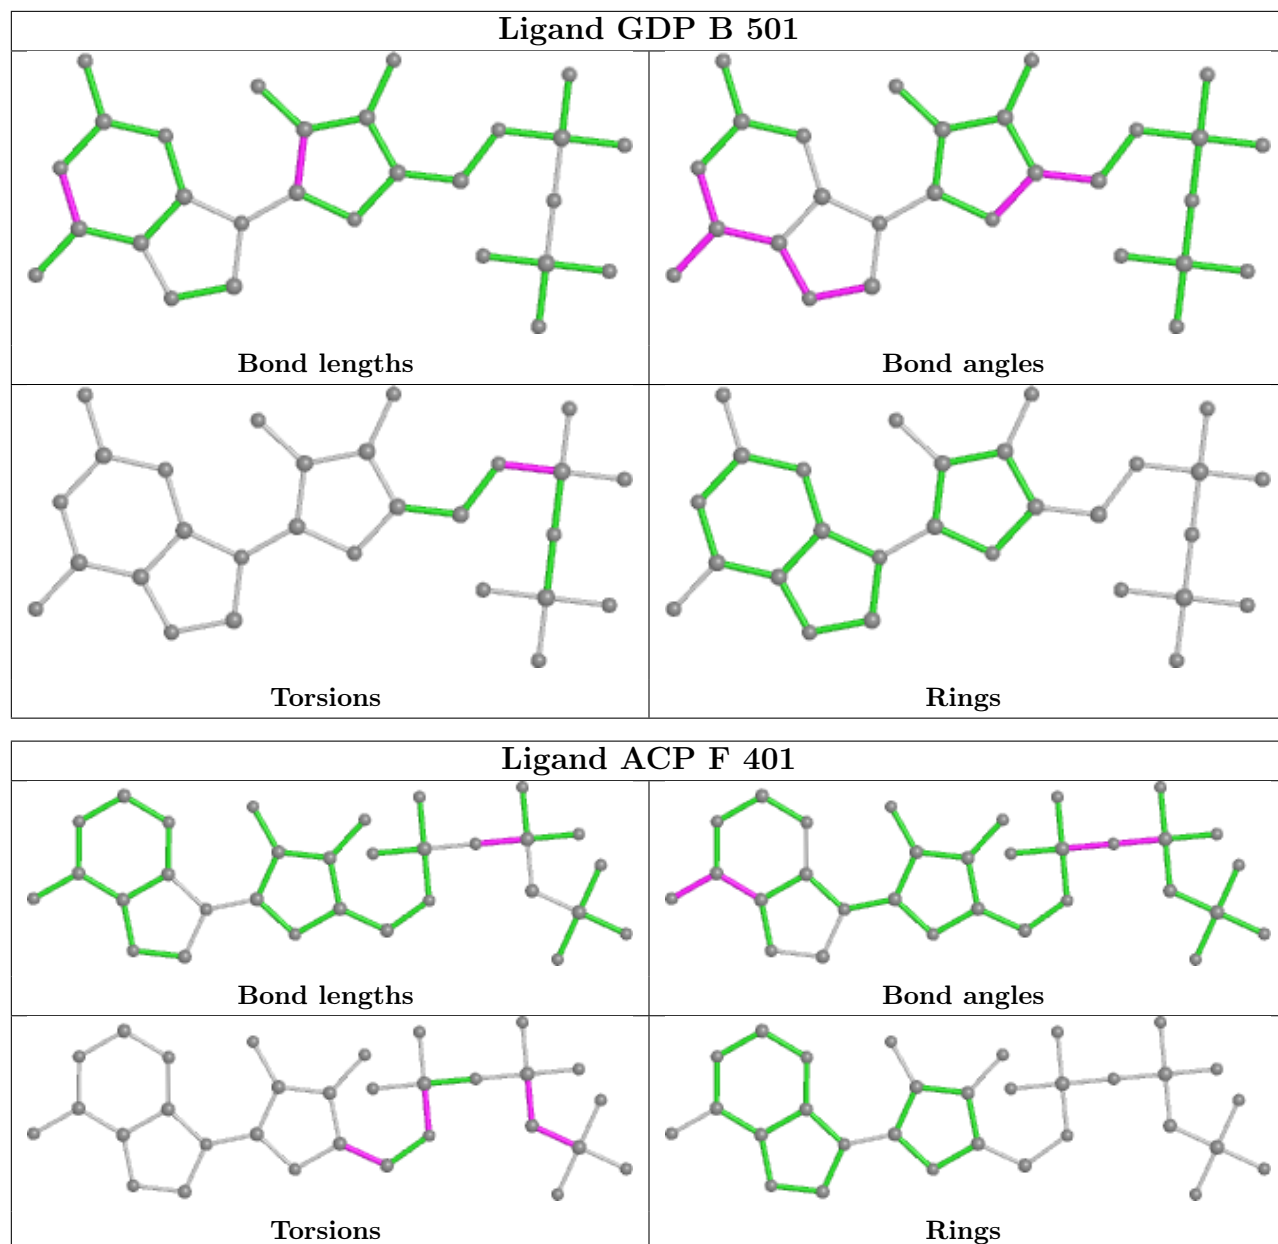 Ligand GDP B 501
Bond lengths
Bond angles
Torsions
Rings
Ligand ACP F 401
Bond lengths
Bond angles
Torsions
Rings